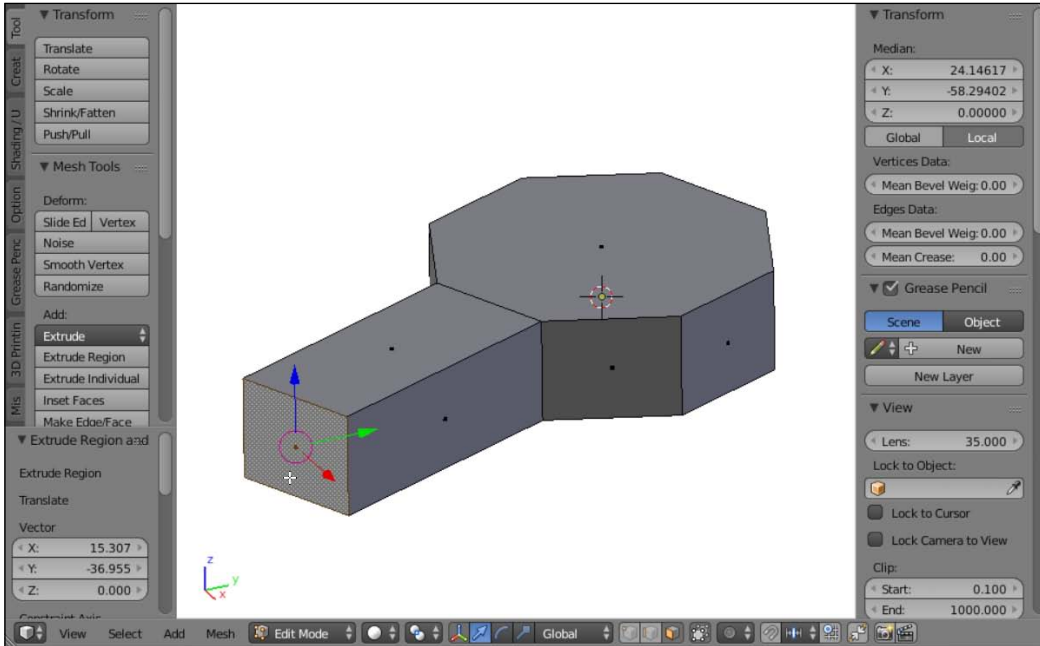 Tool
Creat
Shading / U
Option
Grease Penc
3D Printin
Mis
Transform
Translate
Rotate
Scale
Shrink/Fatten
Push/Pull
Mesh Tools
Deform:
Slide Ed Vertex
Noise
Smooth Vertex
Randomize
Add:
Extrude
Extrude Region
Extrude Individual
Inset Faces
Make Edge/Face
Extrude Region and
Extrude Region
Translate
Vector
X: 15.307
Y: -36.955
Z: 0.000
Constraint Axis
z
y
x
Transform
Median:
X: 24.14617
Y: -58.29402
Z: 0.00000
Global Local
Vertices Data:
Mean Bevel Weig: 0.00
Edges Data:
Mean Bevel Weig: 0.00
Mean Crease: 0.00
Grease Pencil
Scene Object
New
New Layer
View
Lens: 35.000
Lock to Object:
Lock to Cursor
Lock Camera to View
Clip:
Start: 0.100
End: 1000.000
View Select Add Mesh Edit Mode Global